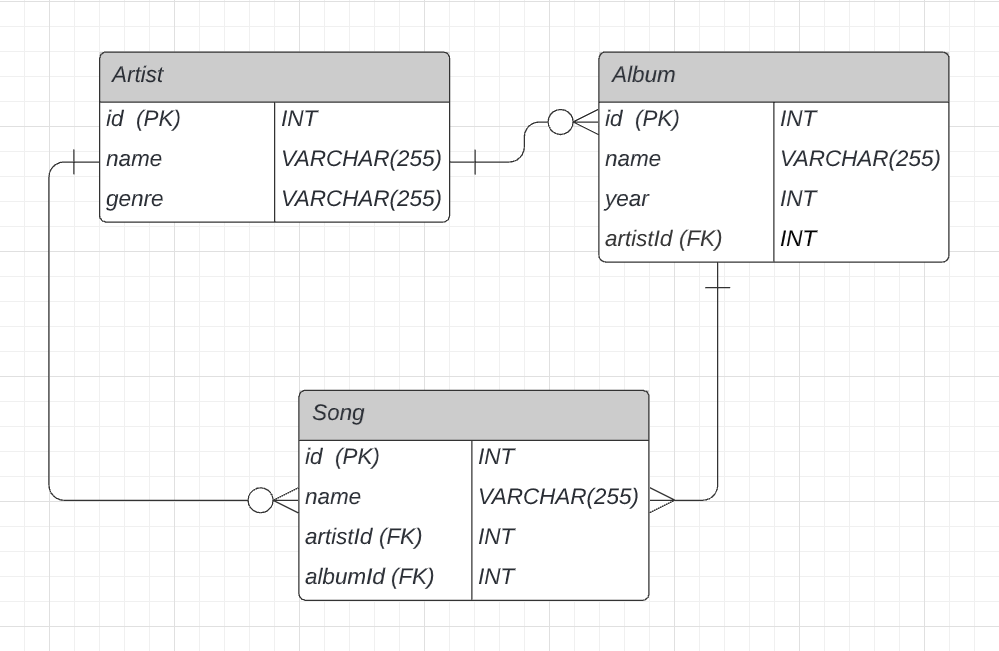 Artist
id (PK) INT
name VARCHAR(255)
genre VARCHAR(255)
Album
id (PK) INT
name VARCHAR(255)
year INT
artistId (FK) INT
Song
id (PK) INT
name VARCHAR(255)
artistId (FK) INT
albumId (FK) INT